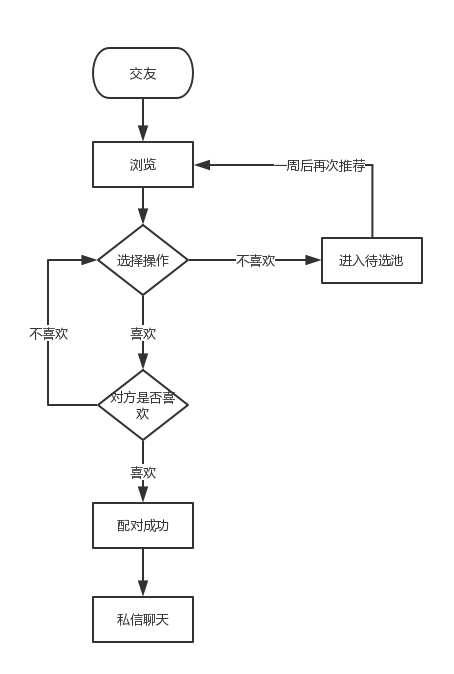 交友
浏览
一周后再次推荐
选择操作
不喜欢
进入待选池
不喜欢
喜欢
对方是否喜
欢
喜欢
配对成功
私信聊天